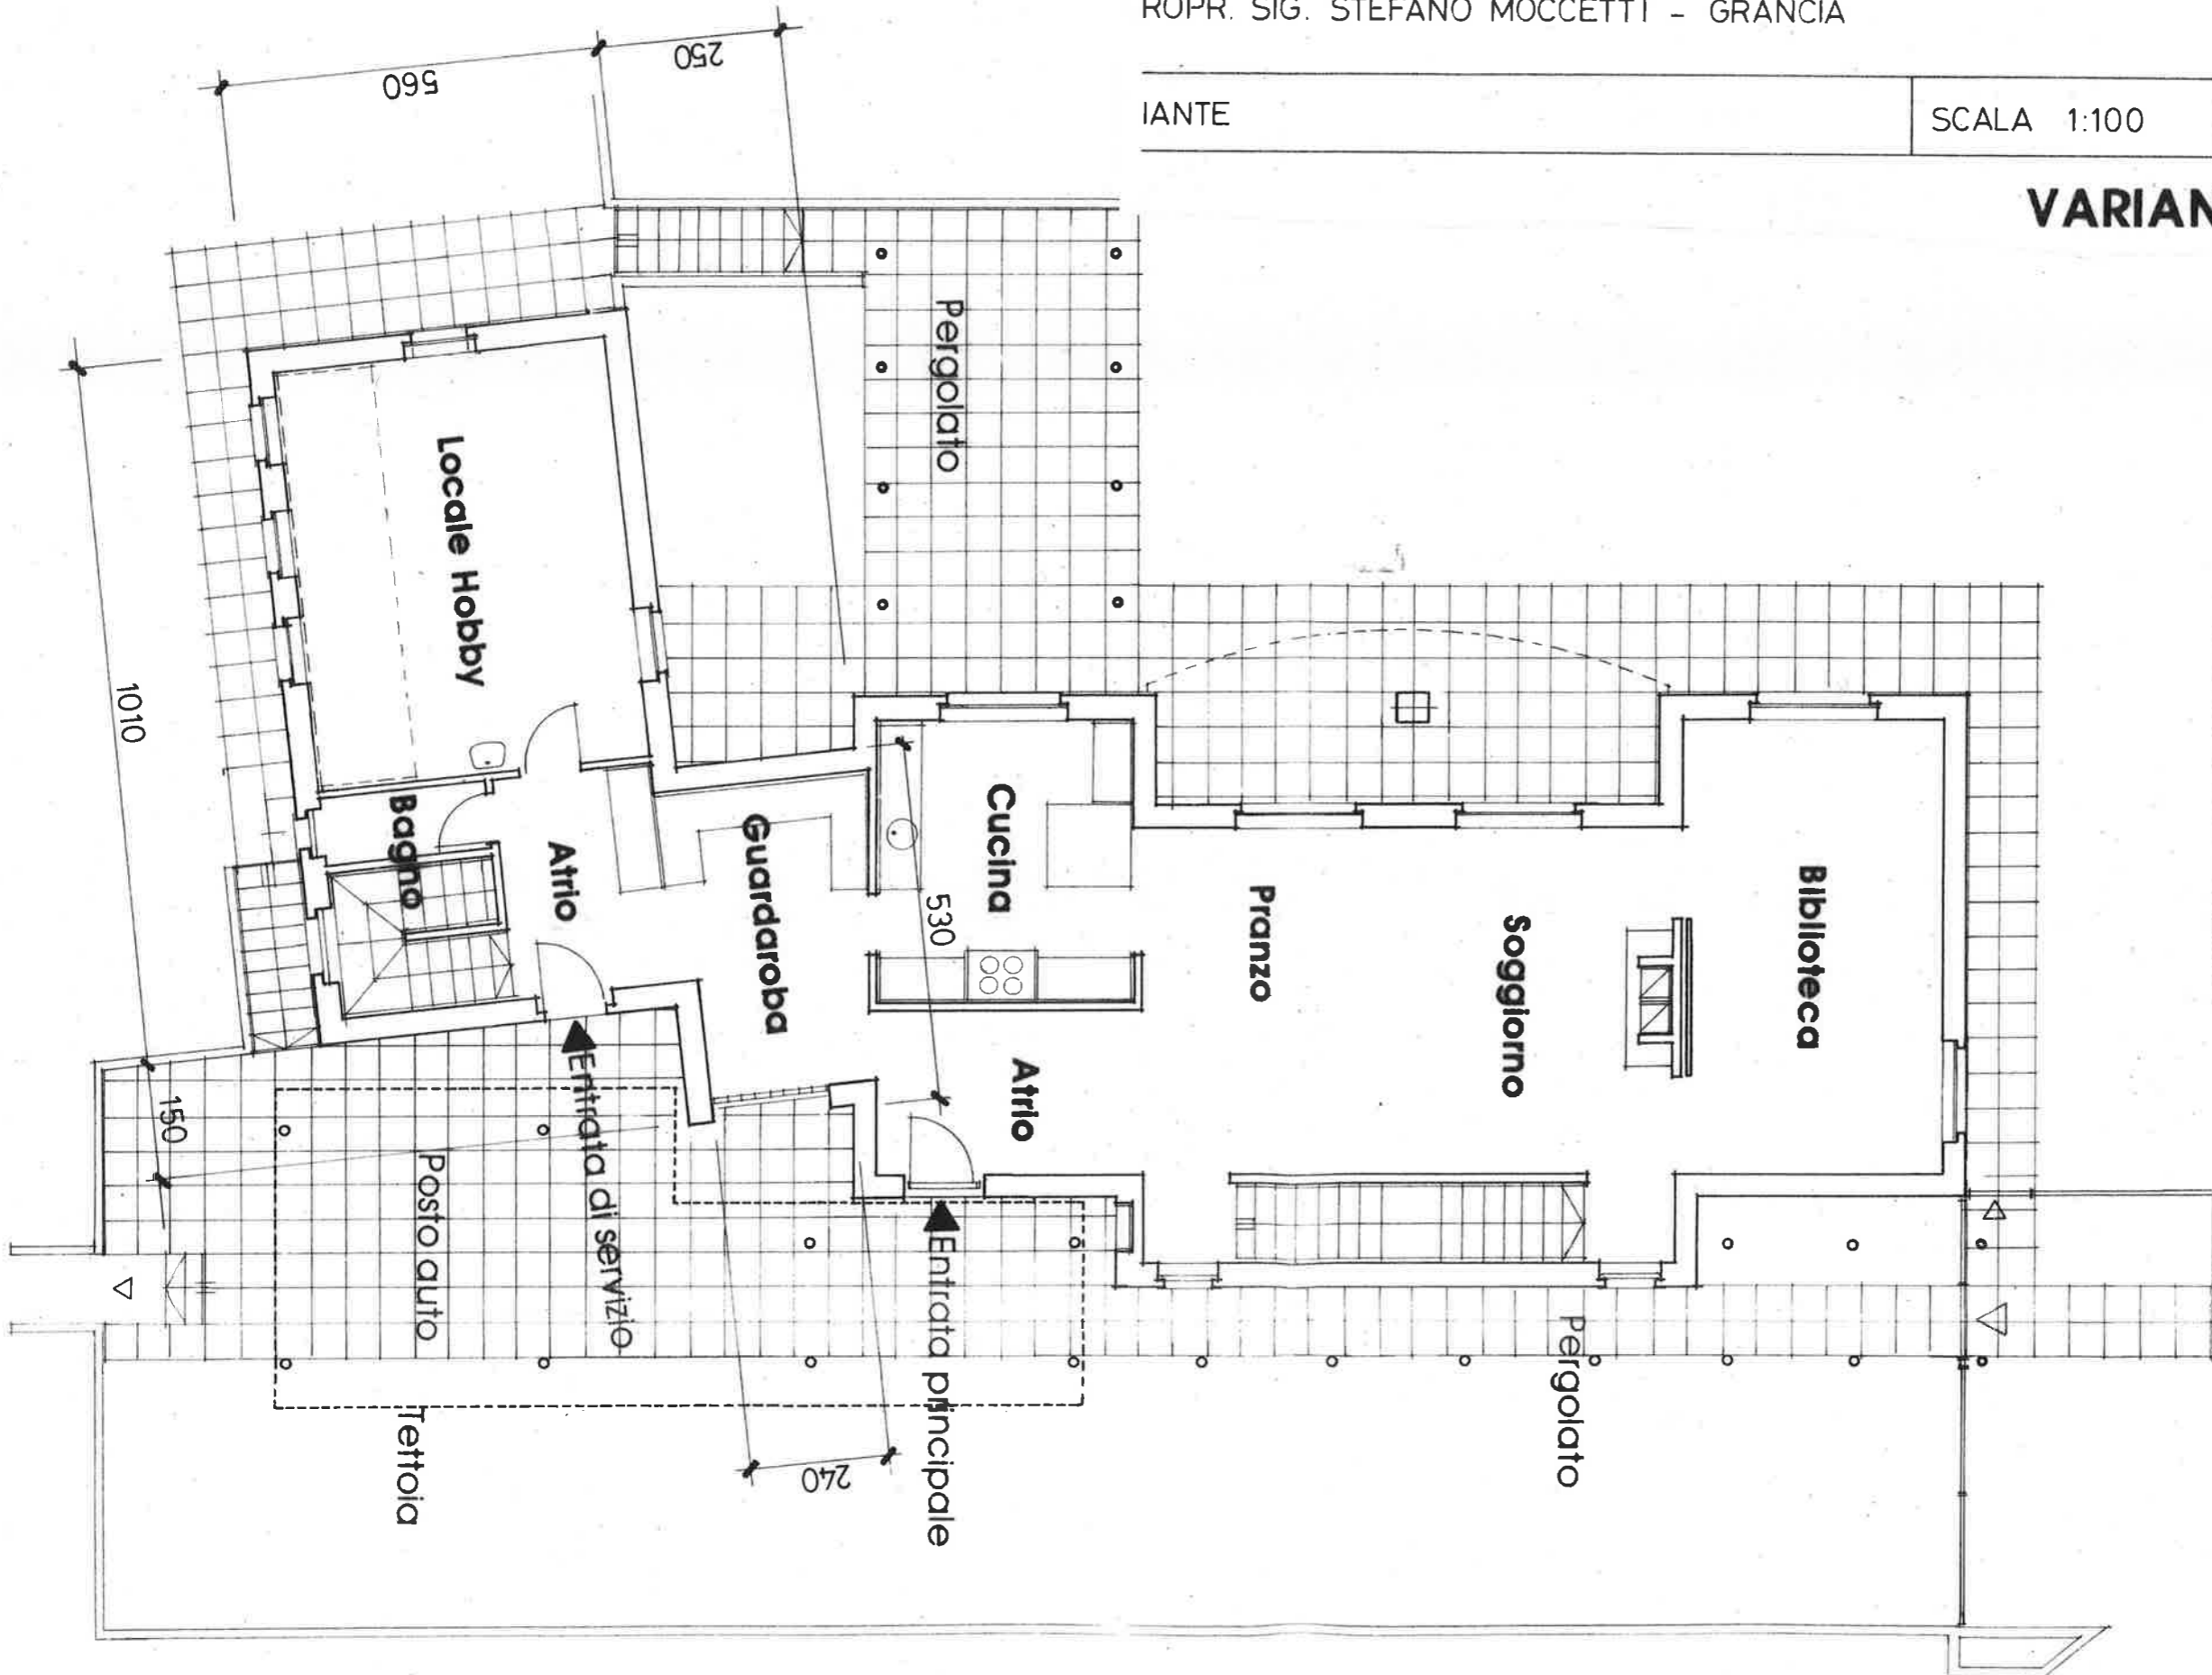 ROPR. SIG. STEFANO MOCCETTI - GRANCIA
IANTE
SCALA 1:100
VARIAN
560
250
1010
150
530
240
Pergolato
Locale Hobby
Bagno
Atrio
Guardaroba
Cucina
Pranzo
Soggiorno
Biblioteca
Atrio
Entrata di servizio
Posto auto
Entrata principale
Tettoia
Pergolato